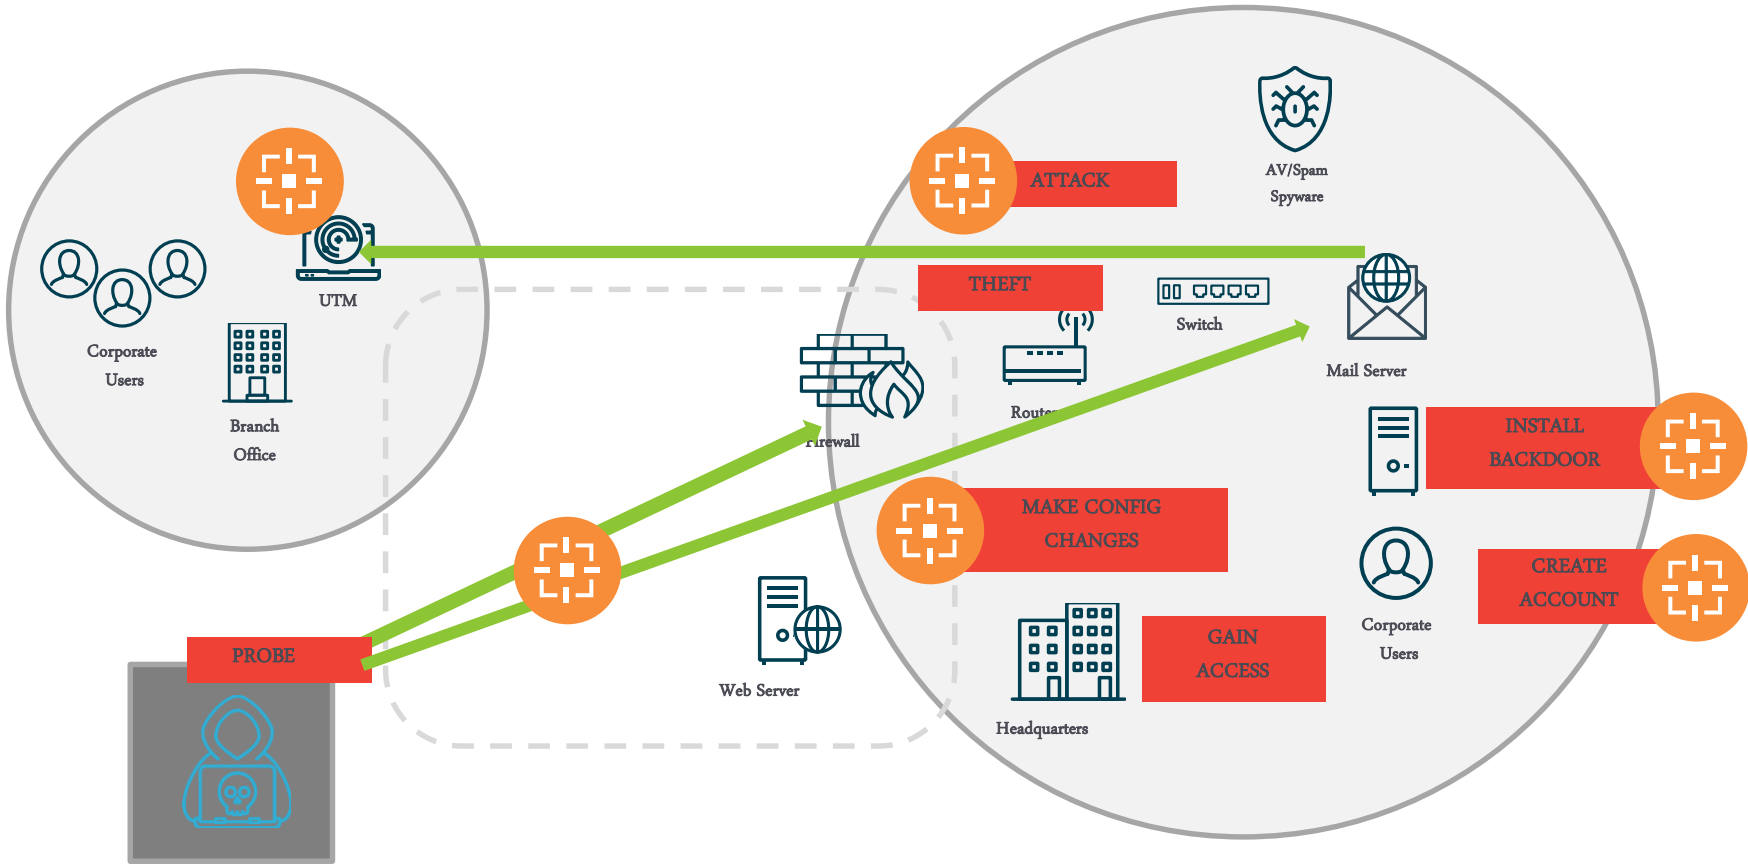 AV/Spam
Spyware
ATTACK
THEFT
UTM
Switch
Corporate
Users
Mail Server
Branch
Office
Firewall
INSTALL
BACKDOOR
MAKE CONFIG
CHANGES
CREATE
ACCOUNT
Corporate
Users
GAIN
ACCESS
PROBE
Web Server
Headquarters